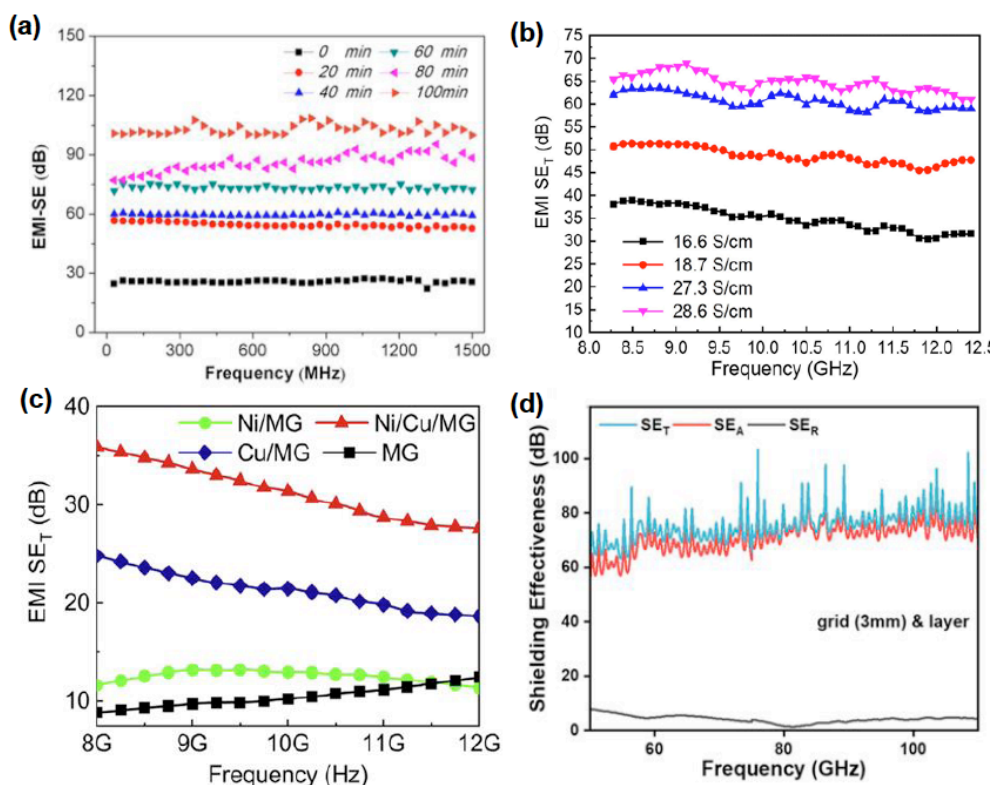 (a)
150
120
90
60
30
0
EMI-SE (dB)
0 min 60 min
20 min 80 min
40 min 100min
0 300 600 900 1200 1500
Frequency (MHz)
(b)
75
70
65
60
55
50
45
40
35
30
25
20
15
10
EMI SE_T (dB)
16.6 S/cm
18.7 S/cm
27.3 S/cm
28.6 S/cm
8.0 8.5 9.0 9.5 10.0 10.5 11.0 11.5 12.0 12.5
Frequency (GHz)
(c)
40
30
20
10
EMI SE_T (dB)
Ni/MG Ni/Cu/MG
Cu/MG MG
8G 9G 10G 11G 12G
Frequency (Hz)
(d)
100
80
60
40
20
0
Shielding Effectiveness (dB)
SE_T SE_A SE_R
grid (3mm) & layer
60 80 100
Frequency (GHz)